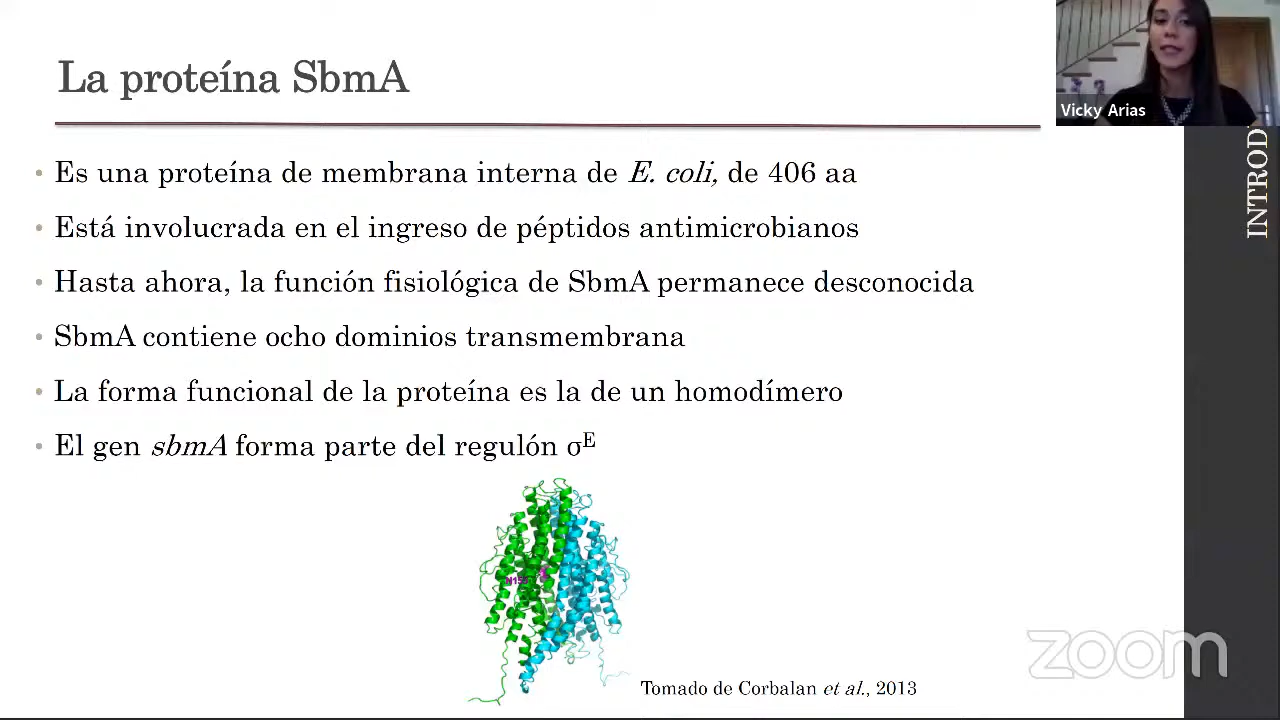 La proteína SbmA
Vicky Arias
INTROD
• Es una proteína de membrana interna de E. coli, de 406 aa
• Está involucrada en el ingreso de péptidos antimicrobianos
• Hasta ahora, la función fisiológica de SbmA permanece desconocida
• SbmA contiene ocho dominios transmembrana
• La forma funcional de la proteína es la de un homodímero
• El gen sbmA forma parte del regulón σᴱ
Tomado de Corbalan et al., 2013
zoom